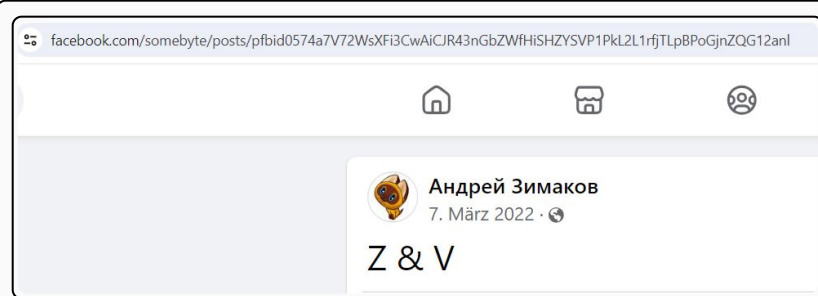 facebook.com/somebyte/posts/pfbid0574a7V72WsXFi3CwAiCJR43nGbZWfHiSHZYSVP1PkL2L1rfjTLpBPoGjnZQG12anl
Андрей Зимаков
7. März 2022 ·
Z & V